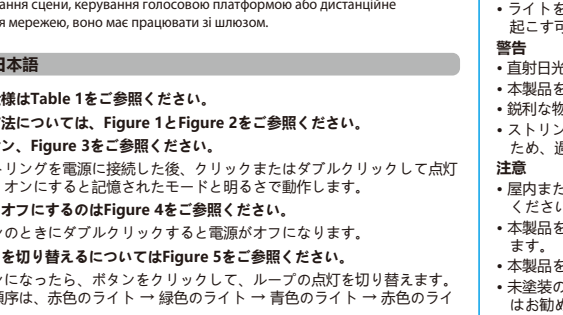 ання сцени, керування голосовою платформою або дистанційне
я мережею, воно має працювати зі шлюзом.
日本語
様はTable 1をご参照ください。
法については、Figure 1とFigure 2をご参照ください。
ン、Figure 3をご参照ください。
トリングを電源に接続した後、クリックまたはダブルクリックして点灯
オンにすると記憶されたモードと明るさで動作します。
オフにするのはFigure 4をご参照ください。
ンのときにダブルクリックすると電源がオフになります。
を切り替えるについてはFigure 5をご参照ください。
ンになったら、ボタンをクリックして、ループの点灯を切り替えます。
順序は、赤色のライト → 緑色のライト → 青色のライト → 赤色のライ
• ライトを
起こす可
警告
• 直射日光
• 本製品を
• 鋭利な物
• ストリン
ため、過
注意
• 屋内また
ください
• 本製品を
ます。
• 本製品を
• 未塗装の
はお勧め